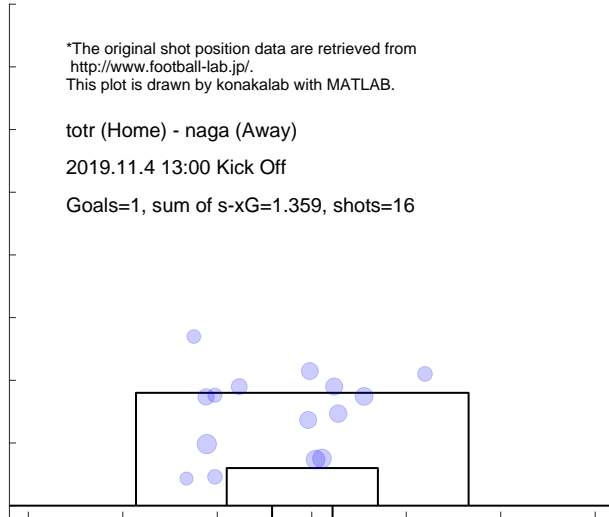 *The original shot position data are retrieved from
http://www.football-lab.jp/.
This plot is drawn by konakalab with MATLAB.
totr (Home) - naga (Away)
2019.11.4 13:00 Kick Off
Goals=1, sum of s-xG=1.359, shots=16